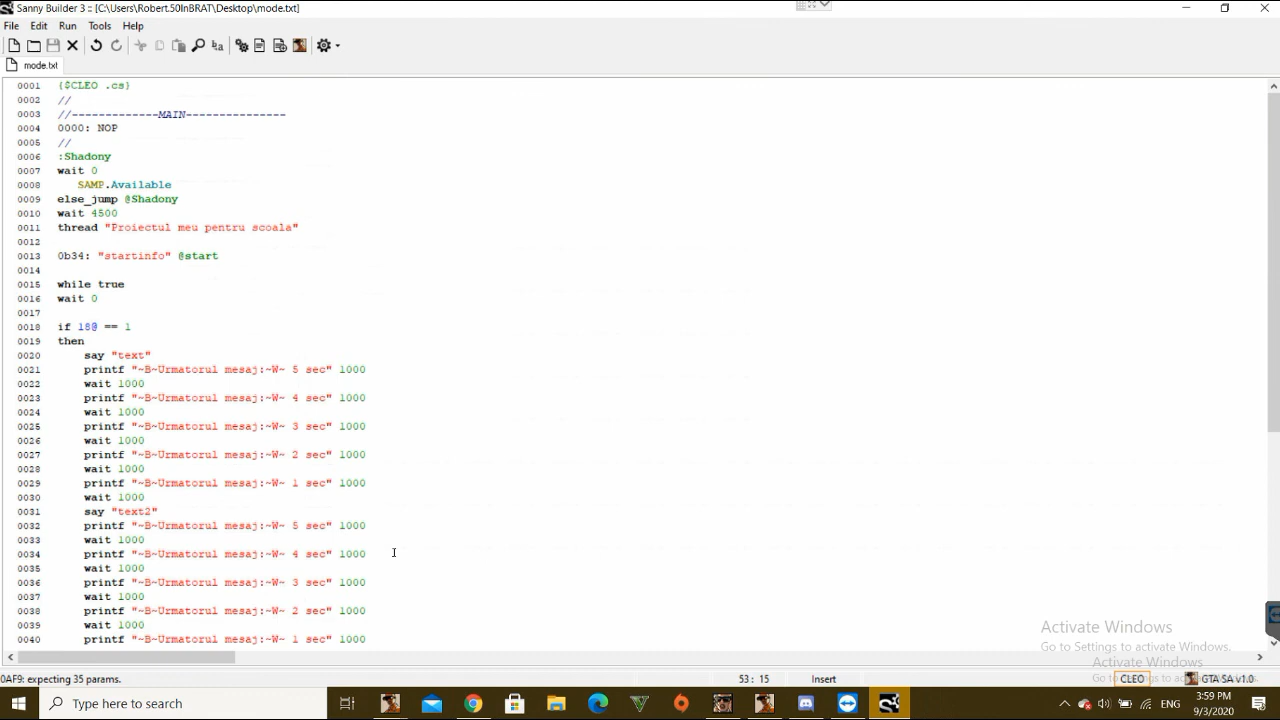 Sanny Builder 3 :: [C:\Users\Robert.50InBRAT\Desktop\mode.txt]
File Edit Run Tools Help
mode.txt
0001 {$CLEO .cs}
0002 //
0003 //-------------MAIN---------------
0004 0000: NOP
0005 //
0006 :Shadony
0007 wait 0
0008 SAMP.Available
0009 else_jump @Shadony
0010 wait 4500
0011 thread "Proiectul meu pentru scoala"
0012
0013 0b34: "startinfo" @start
0014
0015 while true
0016 wait 0
0017
0018 if 18@ == 1
0019 then
0020 say "text"
0021 printf "~B~Urmatorul mesaj:~W~ 5 sec" 1000
0022 wait 1000
0023 printf "~B~Urmatorul mesaj:~W~ 4 sec" 1000
0024 wait 1000
0025 printf "~B~Urmatorul mesaj:~W~ 3 sec" 1000
0026 wait 1000
0027 printf "~B~Urmatorul mesaj:~W~ 2 sec" 1000
0028 wait 1000
0029 printf "~B~Urmatorul mesaj:~W~ 1 sec" 1000
0030 wait 1000
0031 say "text2"
0032 printf "~B~Urmatorul mesaj:~W~ 5 sec" 1000
0033 wait 1000
0034 printf "~B~Urmatorul mesaj:~W~ 4 sec" 1000
0035 wait 1000
0036 printf "~B~Urmatorul mesaj:~W~ 3 sec" 1000
0037 wait 1000
0038 printf "~B~Urmatorul mesaj:~W~ 2 sec" 1000
0039 wait 1000
0040 printf "~B~Urmatorul mesaj:~W~ 1 sec" 1000
Activate Windows
Go to Settings to activate Windows.
Activate Windows
Go to Settings to activate Windows.
0AF9: expecting 35 params. 53: 15 Insert CLEO GTA SA v1.0
Type here to search
ENG
3:59 PM
9/3/2020